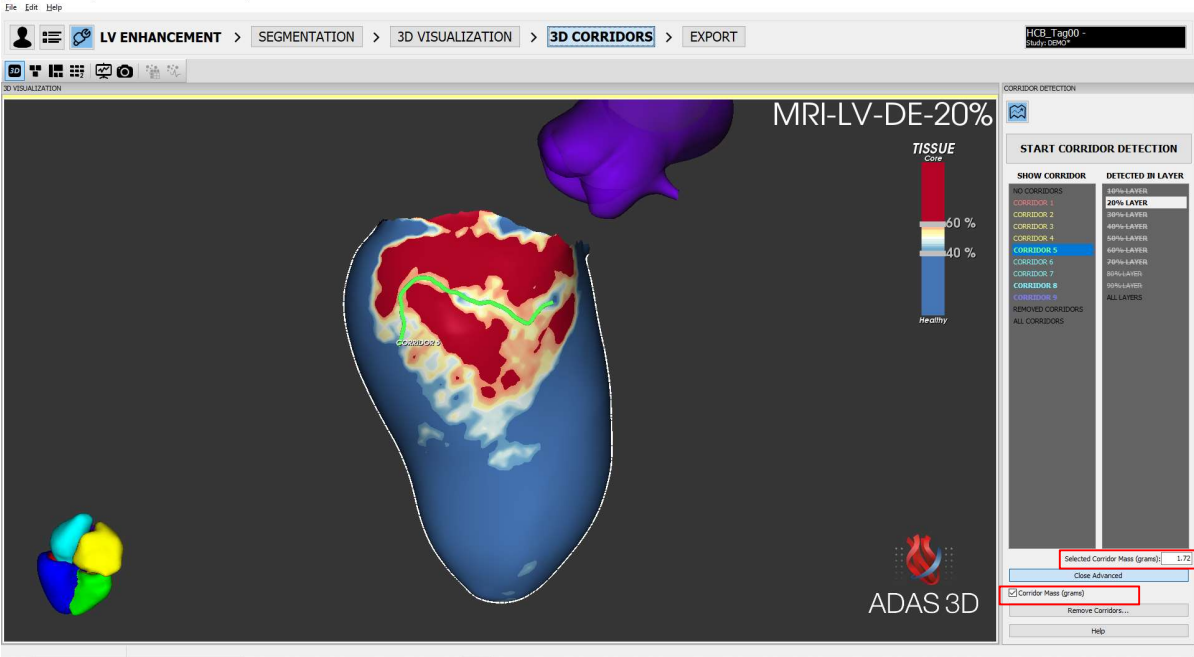 File Edit Help
LV ENHANCEMENT > SEGMENTATION > 3D VISUALIZATION > 3D CORRIDORS > EXPORT
HCB_Tag00 -
Study: DEMO*
3D
3D VISUALIZATION
CORRIDOR DETECTION
MRI-LV-DE-20%
TISSUE
Core
60 %
40 %
Healthy
CORRIDOR 5
ADAS 3D
START CORRIDOR DETECTION
SHOW CORRIDOR
NO CORRIDORS
CORRIDOR 1
CORRIDOR 2
CORRIDOR 3
CORRIDOR 4
CORRIDOR 5
CORRIDOR 6
CORRIDOR 7
CORRIDOR 8
CORRIDOR 9
REMOVED CORRIDORS
ALL CORRIDORS
DETECTED IN LAYER
10% LAYER
20% LAYER
30% LAYER
40% LAYER
50% LAYER
60% LAYER
70% LAYER
80% LAYER
90% LAYER
ALL LAYERS
Selected Corridor Mass (grams): 1.72
Close Advanced
Corridor Mass (grams)
Remove Corridors...
Help